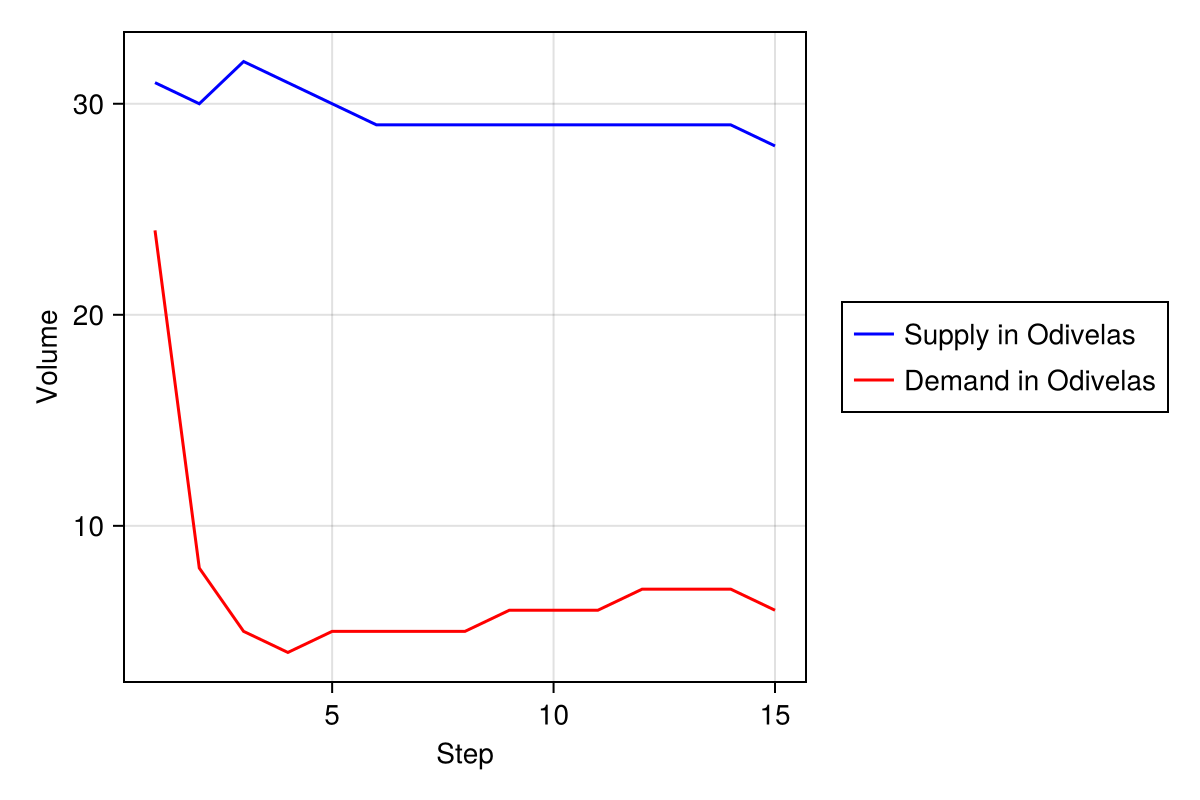 30
20
10
Volume
5 10 15
Step
Supply in Odivelas
Demand in Odivelas